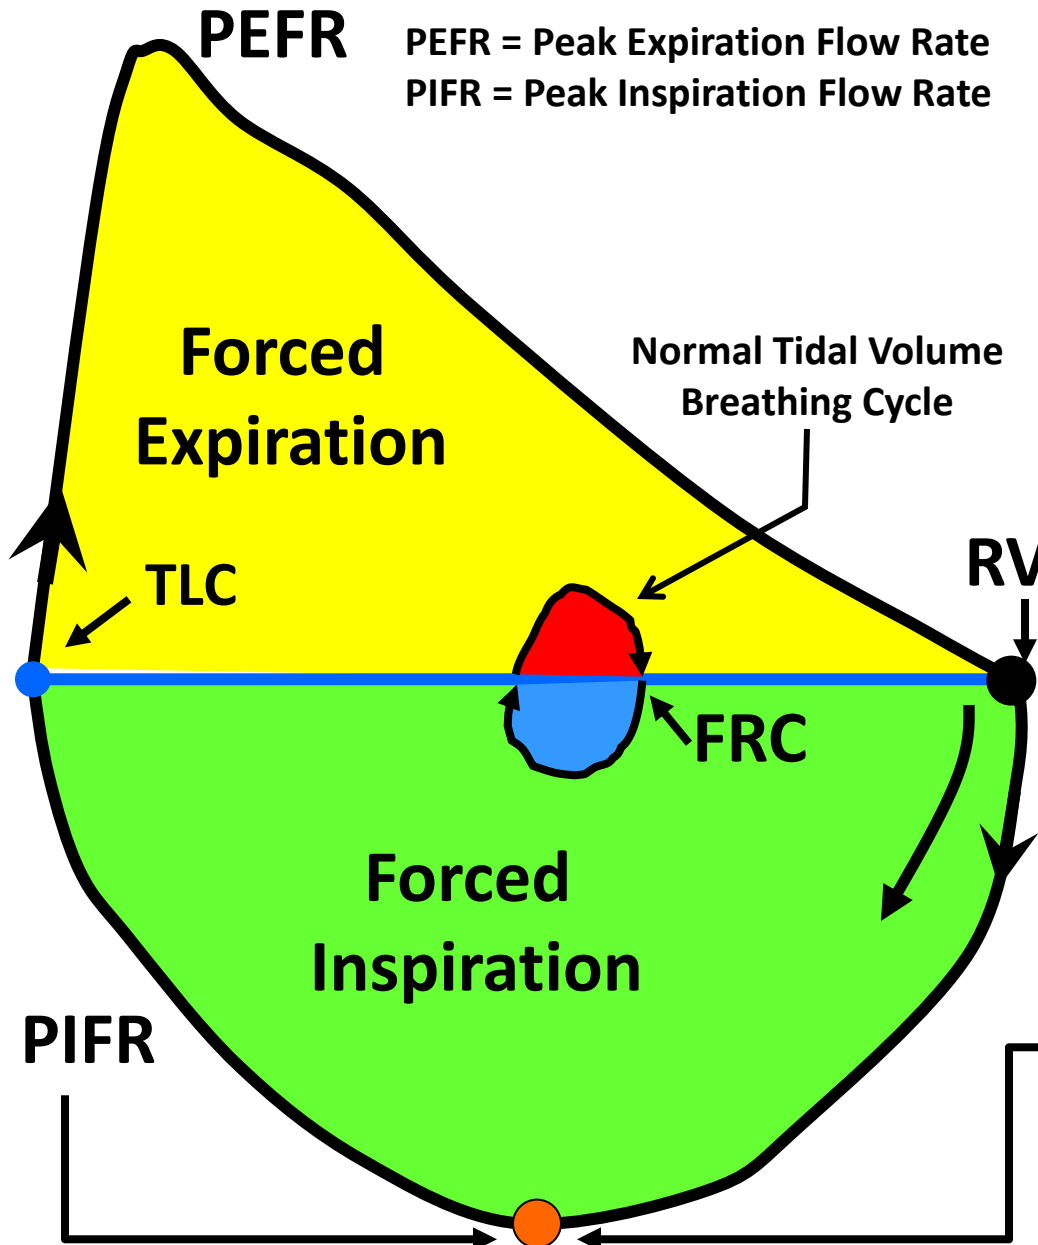 PEFR
PEFR = Peak Expiration Flow Rate
PIFR = Peak Inspiration Flow Rate
Forced
Expiration
Normal Tidal Volume
Breathing Cycle
TLC
RV
FRC
Forced
Inspiration
PIFR